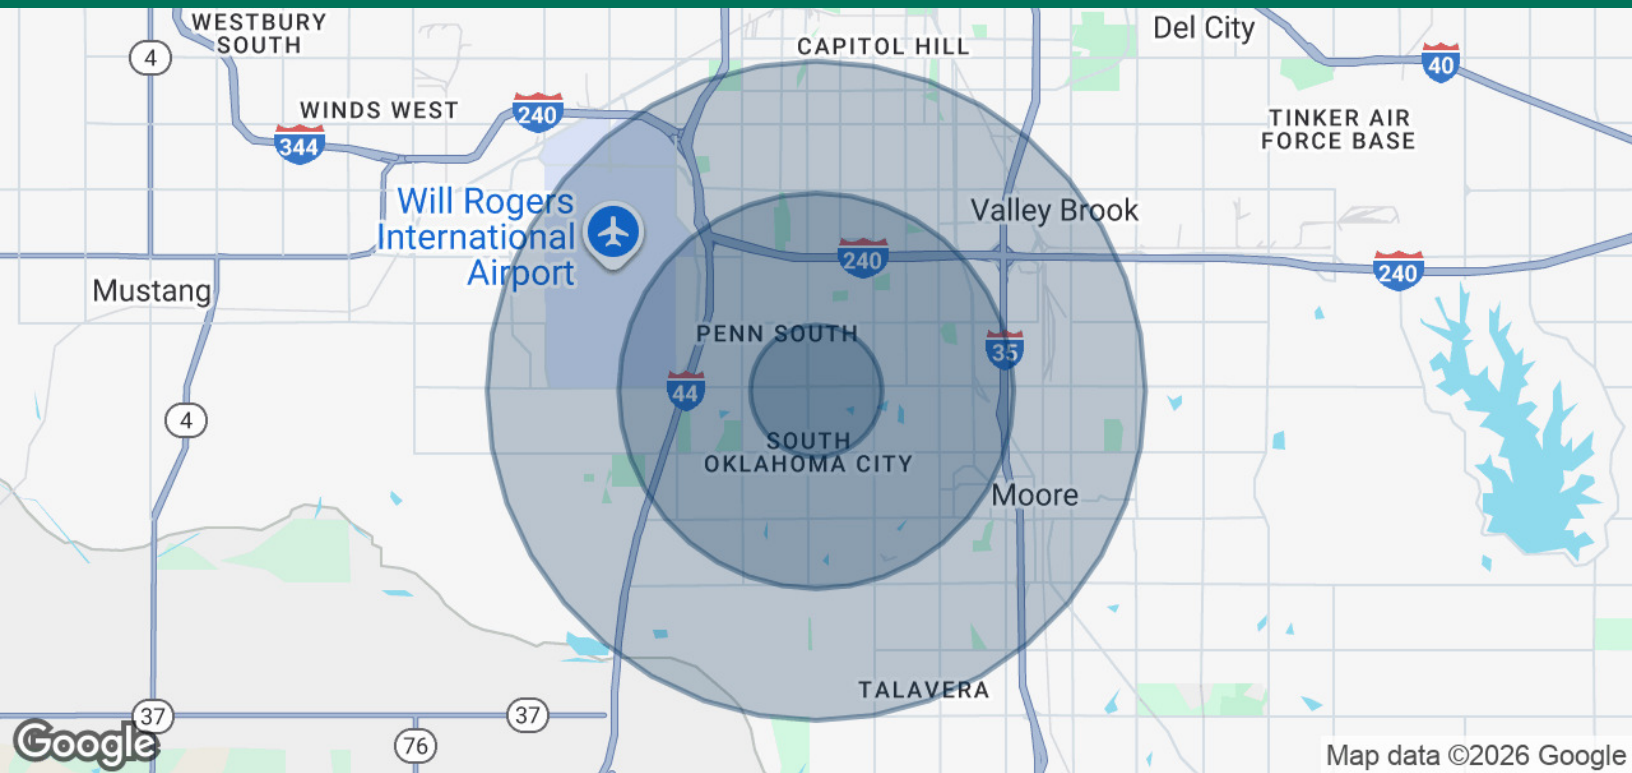 WESTBURY
SOUTH
Del City
CAPITOL HILL
4
40
WINDS WEST
240
TINKER AIR
FORCE BASE
344
Will Rogers
International
Airport
Valley Brook
240
240
Mustang
PENN SOUTH
35
44
4
SOUTH
OKLAHOMA CITY
Moore
TALAVERA
37
37
76
Google
Map data ©2026 Google